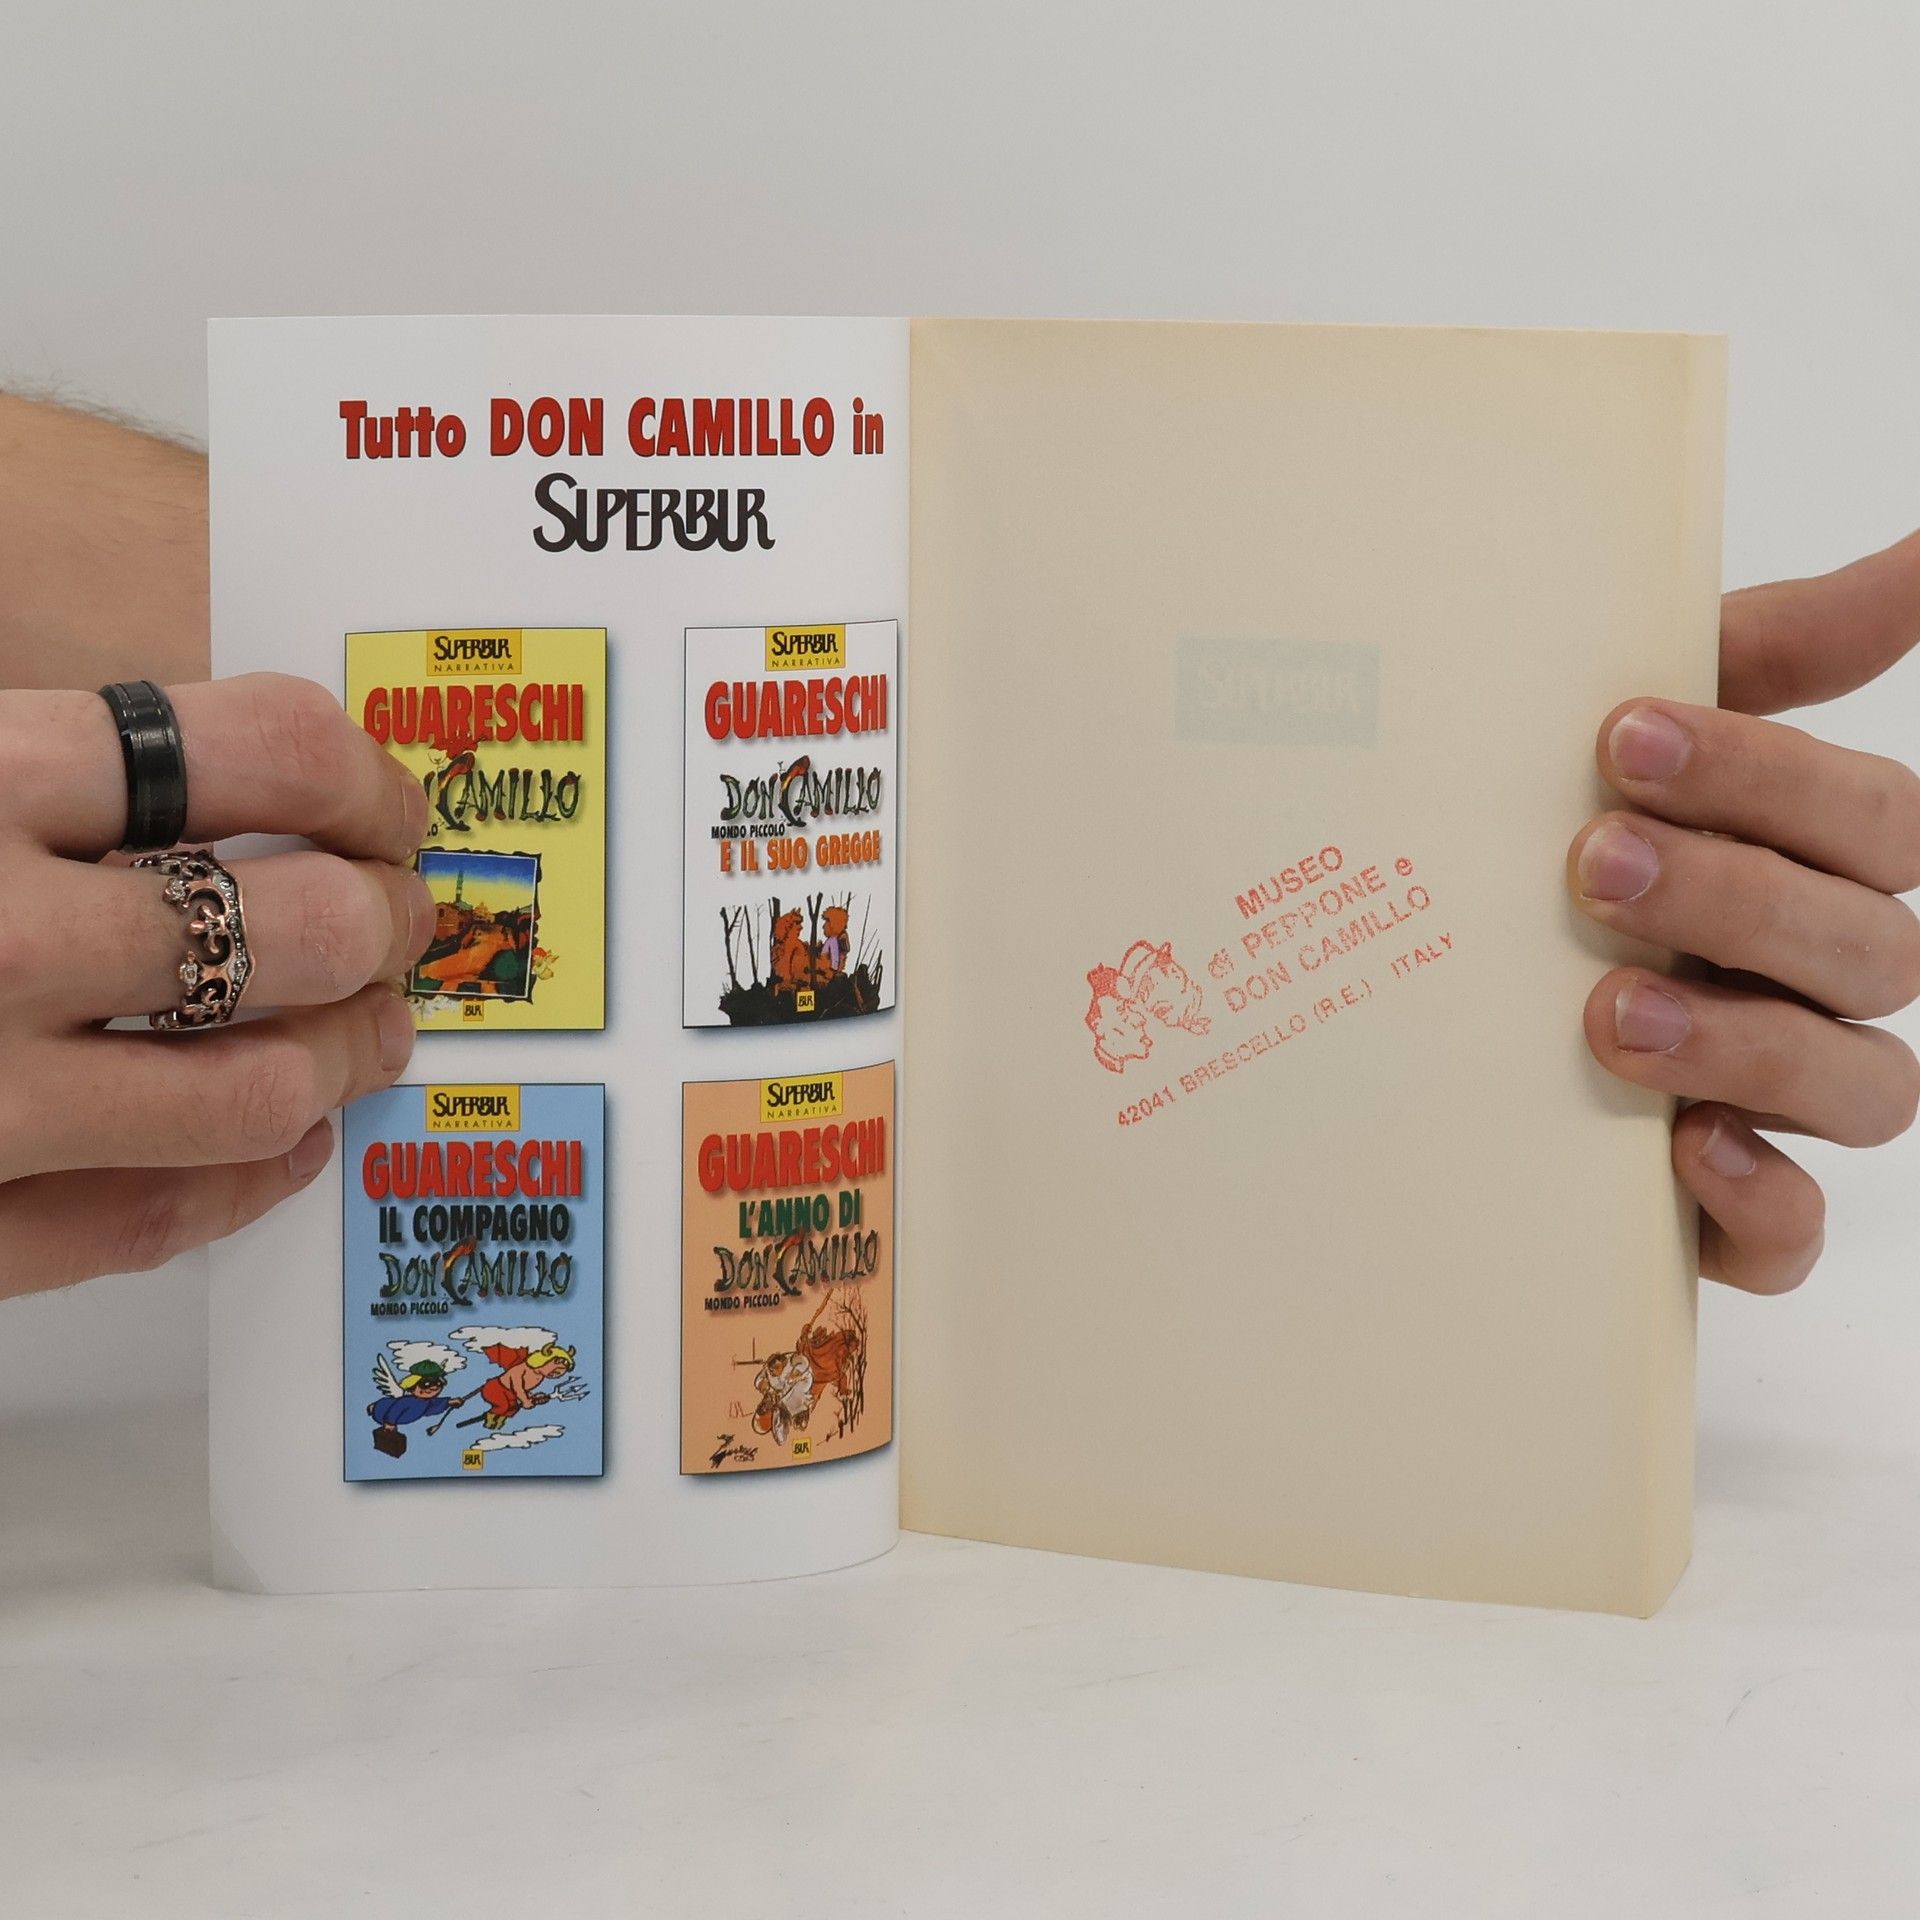 Tutto DON CAMILLO in
SUPERBUR
SUPERBUR
NARRATIVA
GUARESCHI
CAMILLO
BUR
SUPERBUR
NARRATIVA
GUARESCHI
DON CAMILLO
MONDO PICCOLO
E IL SUO GREGGE
BUR
SUPERBUR
NARRATIVA
GUARESCHI
IL COMPAGNO
DON CAMILLO
MONDO PICCOLO
BUR
SUPERBUR
NARRATIVA
GUARESCHI
L'ANNO DI
DON CAMILLO
MONDO PICCOLO
BUR
MUSEO
di PEPPONE e
DON CAMILLO
42041 BRESCELLO (R.E.) ITALY